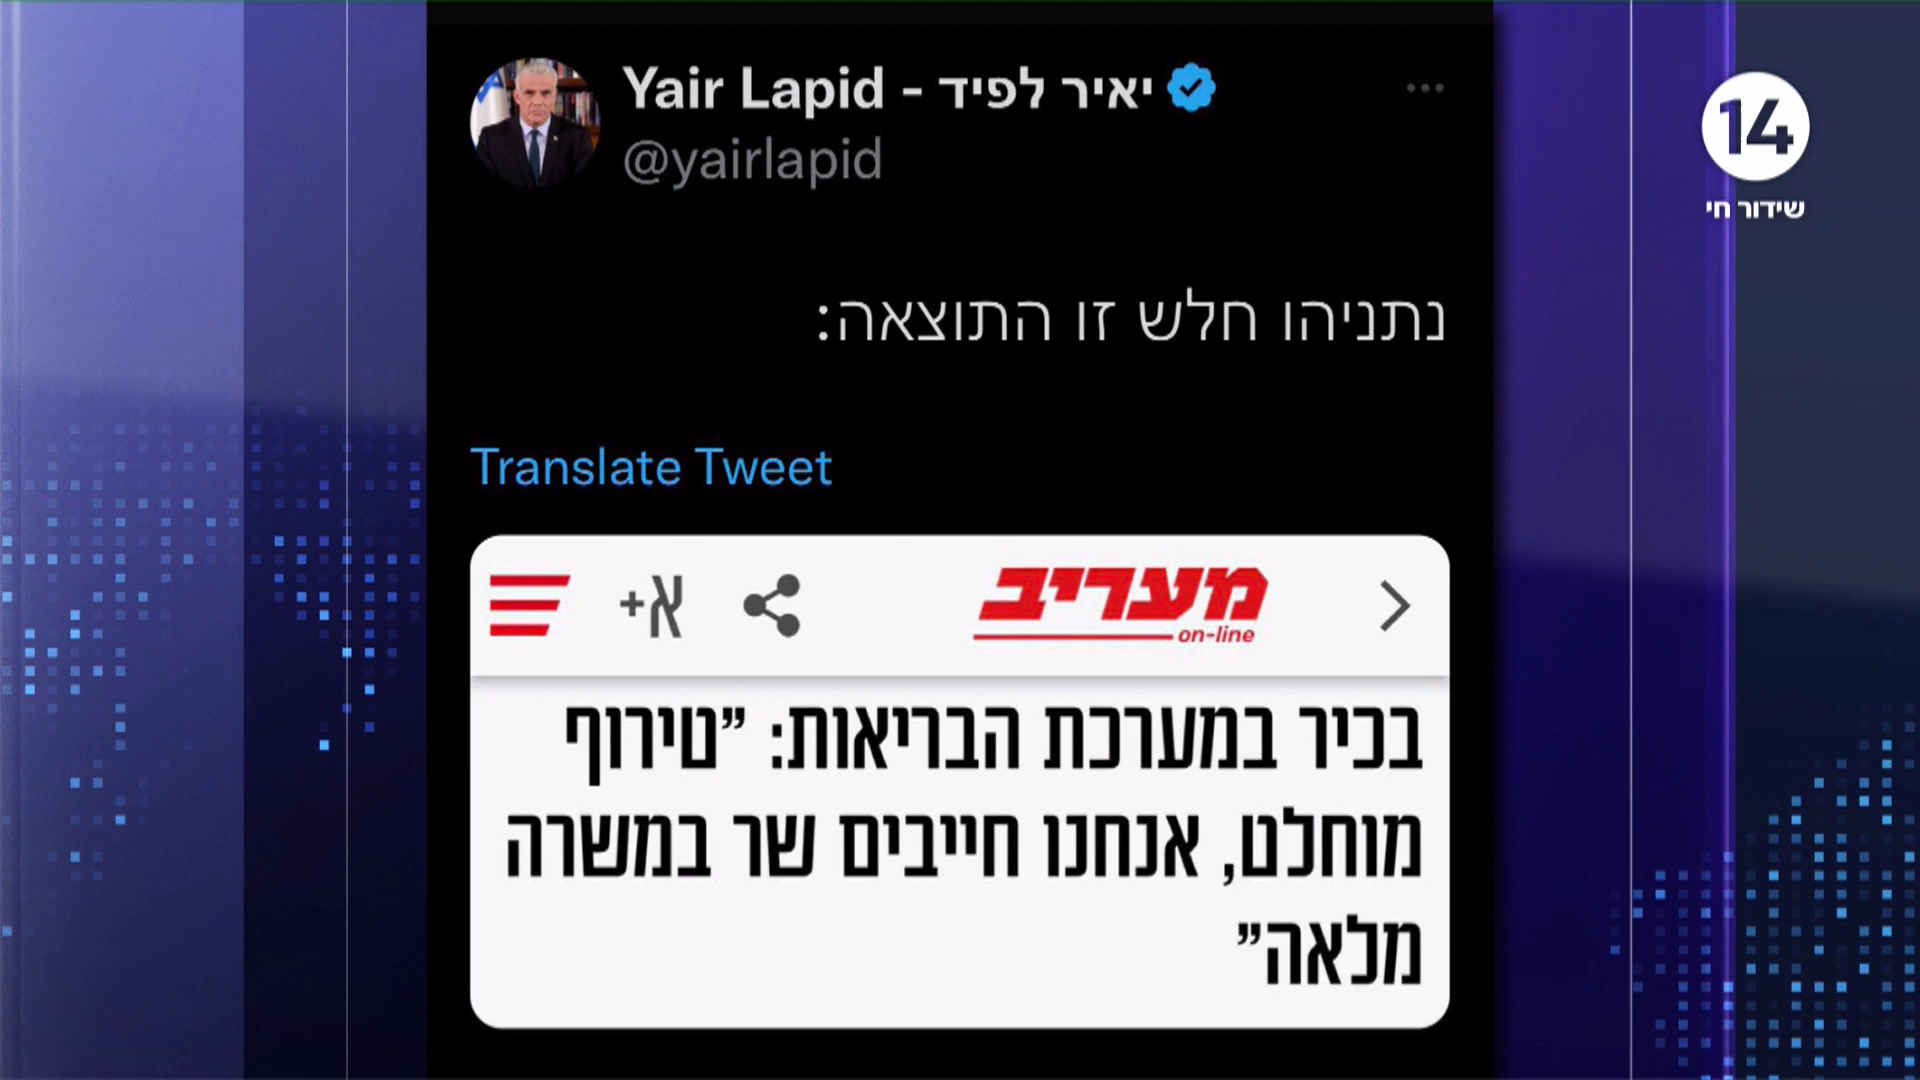 Yair Lapid - יאיר לפיד
@yairlapid
14
שידור חי
נתניהו חלש זו התוצאה:
Translate Tweet
א+
מעריב
on-line
בכיר במערכת הבריאות: ״טירוף
מוחלט, אנחנו חייבים שר במשרה
מלאה״